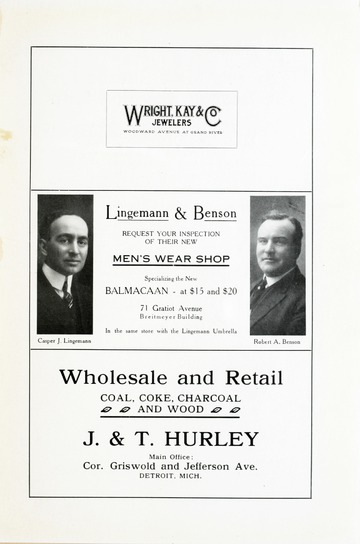 WRIGHT, KAY & CO
JEWELERS
WOODWARD AVENUE AT GRAND RIVER
Lingemann & Benson
REQUEST YOUR INSPECTION
OF THEIR NEW
MEN'S WEAR SHOP
Specializing the New
BALMACAAN - at $15 and $20
71 Gratiot Avenue
Breitmeyer Building
In the same store with the Lingemann Umbrella
Casper J. Lingemann
Robert A. Benson
Wholesale and Retail
COAL, COKE, CHARCOAL
AND WOOD
J. & T. HURLEY
Main Office:
Cor. Griswold and Jefferson Ave.
DETROIT, MICH.